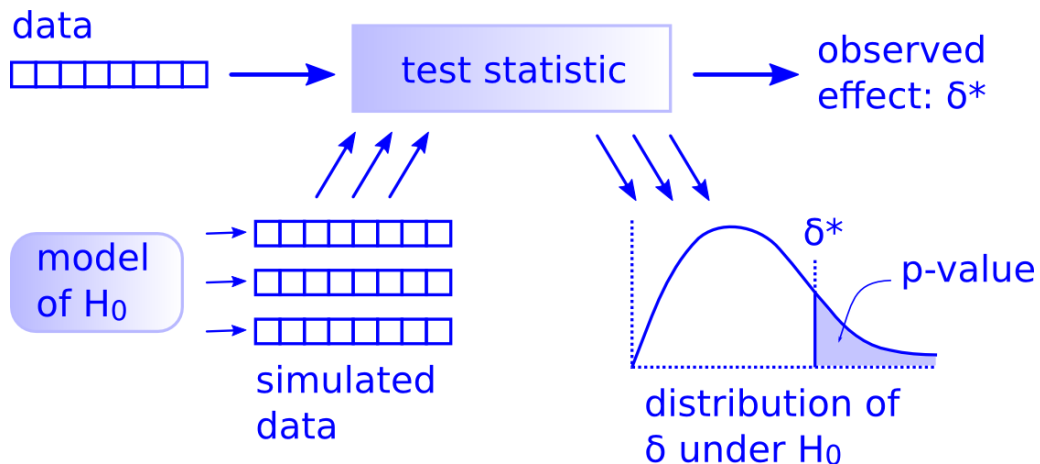 data
test statistic
observed
effect: δ*
model
of H₀
simulated
data
δ*
p-value
distribution of
δ under H₀